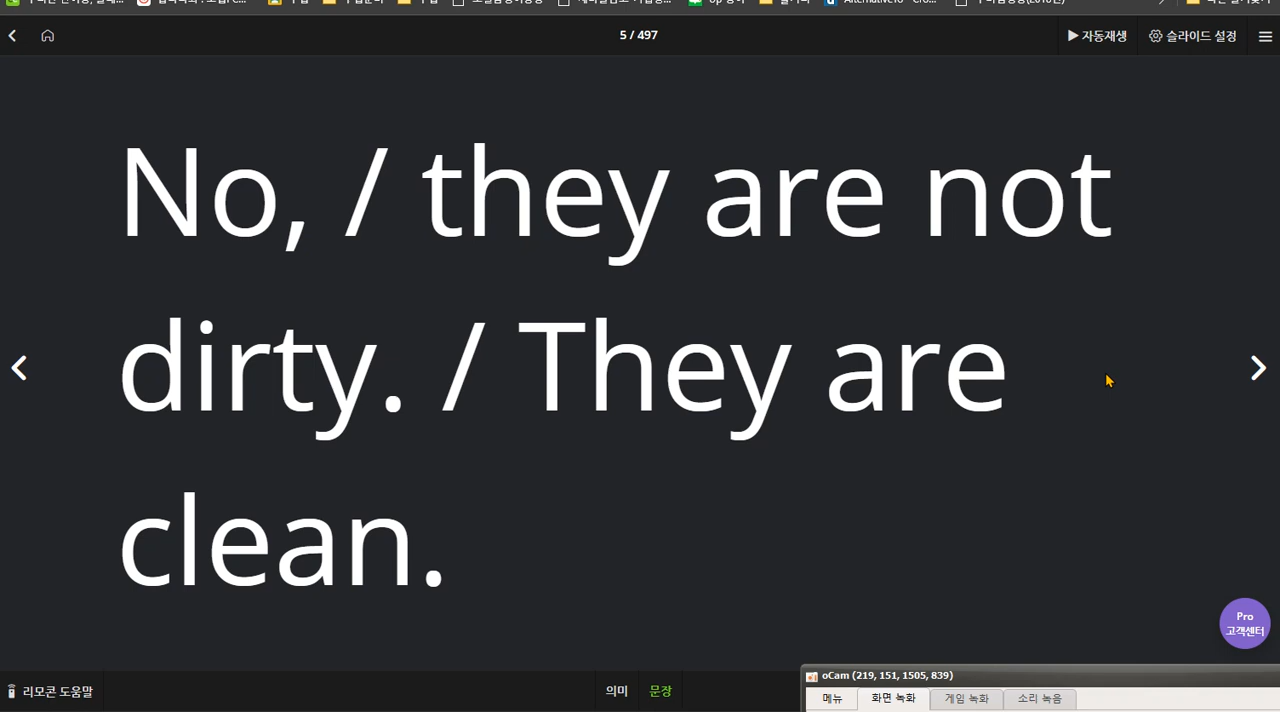 5 / 497
▶ 자동재생
슬라이드 설정
No, / they are not
dirty. / They are
clean.
Pro
고객센터
리모콘 도움말
의미
문장
oCam (219, 151, 1505, 839)
메뉴
화면 녹화
게임 녹화
소리 녹음